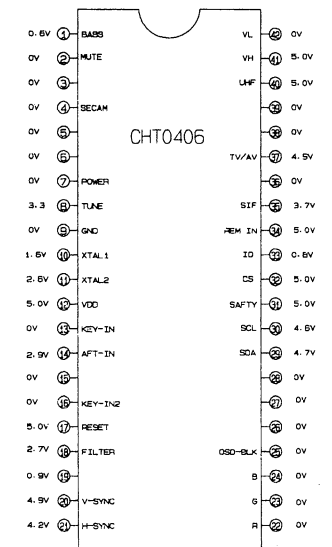 0.6V 1 BASS VL 42 0V
0V 2 MUTE VH 41 5.0V
0V 3 UHF 40 5.0V
0V 4 SECAM 39 0V
0V 5 38 0V
CHT0406
0V 6 TV/AV 37 4.5V
0V 7 POWER 36 0V
3.3 8 TUNE SIF 35 3.7V
0V 9 GND REM IN 34 5.0V
1.6V 10 XTAL1 IO 33 0.8V
2.6V 11 XTAL2 CS 32 5.0V
5.0V 12 VDD SAFTY 31 5.0V
0V 13 KEY-IN SCL 30 4.6V
2.9V 14 AFT-IN SDA 29 4.7V
0V 15 28 0V
0V 16 KEY-IN2 27 0V
5.0V 17 RESET 26 0V
2.7V 18 FILTER OSD-BLK 25 0V
0.9V 19 B 24 0V
4.9V 20 V-SYNC G 23 0V
4.2V 21 H-SYNC R 22 0V